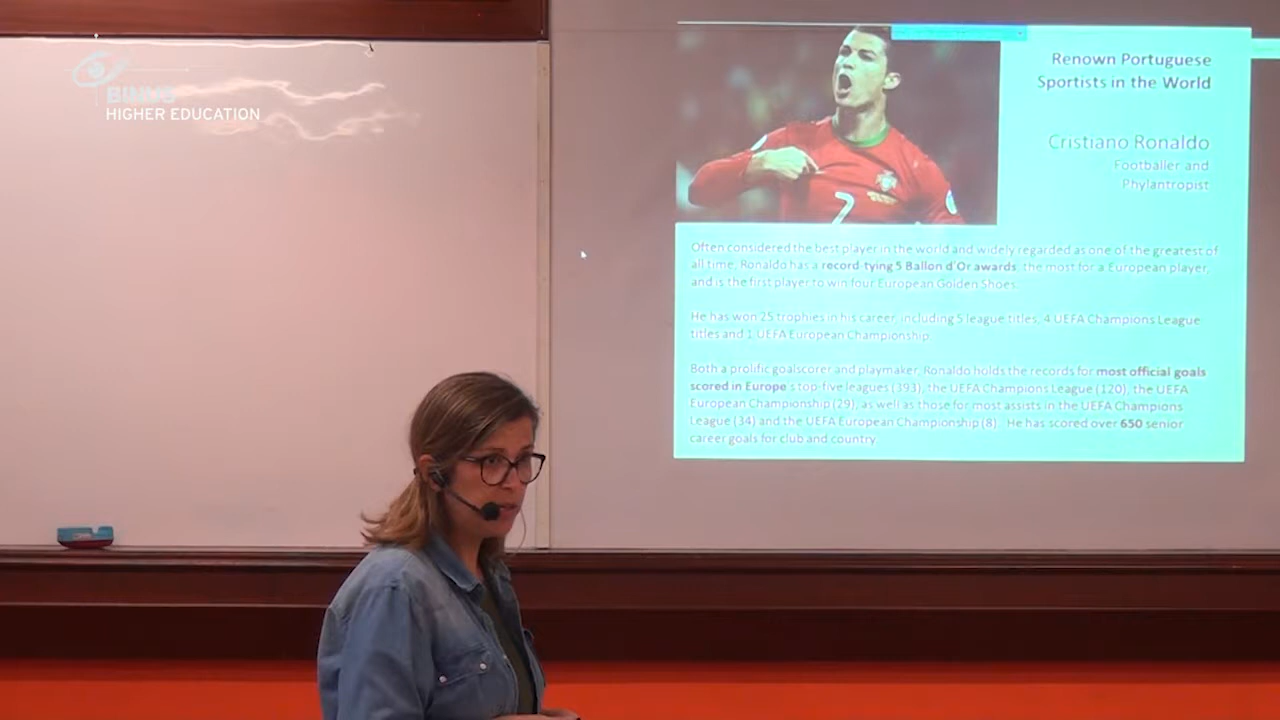 BINUS
HIGHER EDUCATION
Renown Portuguese
Sportists in the World
Cristiano Ronaldo
Footballer and
Phylantropist
7
Often considered the best player in the world and widely regarded as one of the greatest of
all time, Ronaldo has a record-tying 5 Ballon d'Or awards, the most for a European player,
and is the first player to win four European Golden Shoes.
He has won 25 trophies in his career, including 5 league titles, 4 UEFA Champions League
titles and 1 UEFA European Championship.
Both a prolific goalscorer and playmaker, Ronaldo holds the records for most official goals
scored in Europe's top-five leagues (393), the UEFA Champions League (120), the UEFA
European Championship (29), as well as those for most assists in the UEFA Champions
League (34) and the UEFA European Championship (8). He has scored over 650 senior
career goals for club and country.